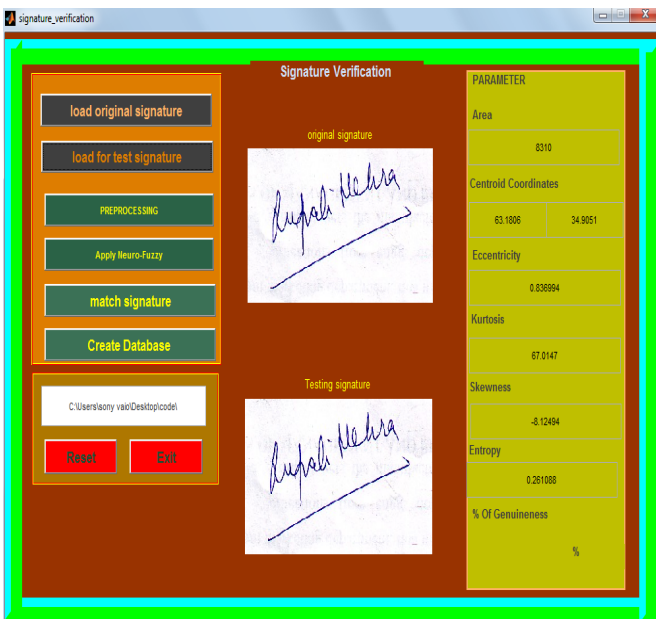 signature_verification
Signature Verification
load original signature
load for test signature
PREPROCESSING
Apply Neuro-Fuzzy
match signature
Create Database
C:\Users\sony vaio\Desktop\code\
Reset
Exit
original signature
Rupali Mehra
Testing signature
Rupali Mehra
PARAMETER
Area
8310
Centroid Coordinates
63.1806 34.9051
Eccentricity
0.836994
Kurtosis
67.0147
Skewness
-8.12494
Entropy
0.261088
% Of Genuineness
%